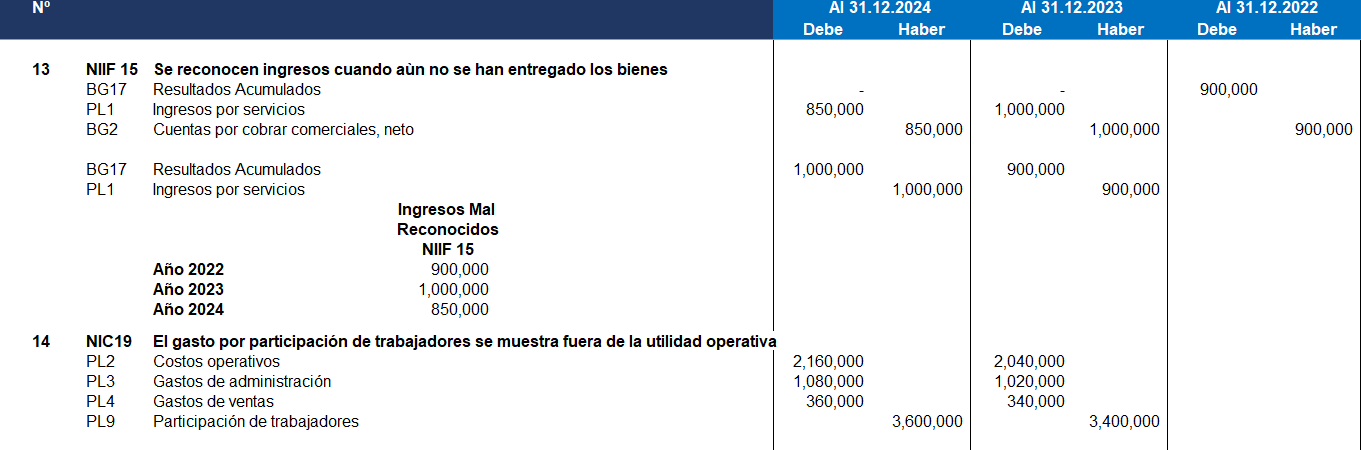 Nº Al 31.12.2024 Al 31.12.2023 Al 31.12.2022
Debe Haber Debe Haber Debe Haber
13 NIIF 15 Se reconocen ingresos cuando aùn no se han entregado los bienes
BG17 Resultados Acumulados - - 900,000
PL1 Ingresos por servicios 850,000 1,000,000
BG2 Cuentas por cobrar comerciales, neto 850,000 1,000,000 900,000
BG17 Resultados Acumulados 1,000,000 900,000
PL1 Ingresos por servicios 1,000,000 900,000
Ingresos Mal
Reconocidos
NIIF 15
Año 2022 900,000
Año 2023 1,000,000
Año 2024 850,000
14 NIC19 El gasto por participación de trabajadores se muestra fuera de la utilidad operativa
PL2 Costos operativos 2,160,000 2,040,000
PL3 Gastos de administración 1,080,000 1,020,000
PL4 Gastos de ventas 360,000 340,000
PL9 Participación de trabajadores 3,600,000 3,400,000